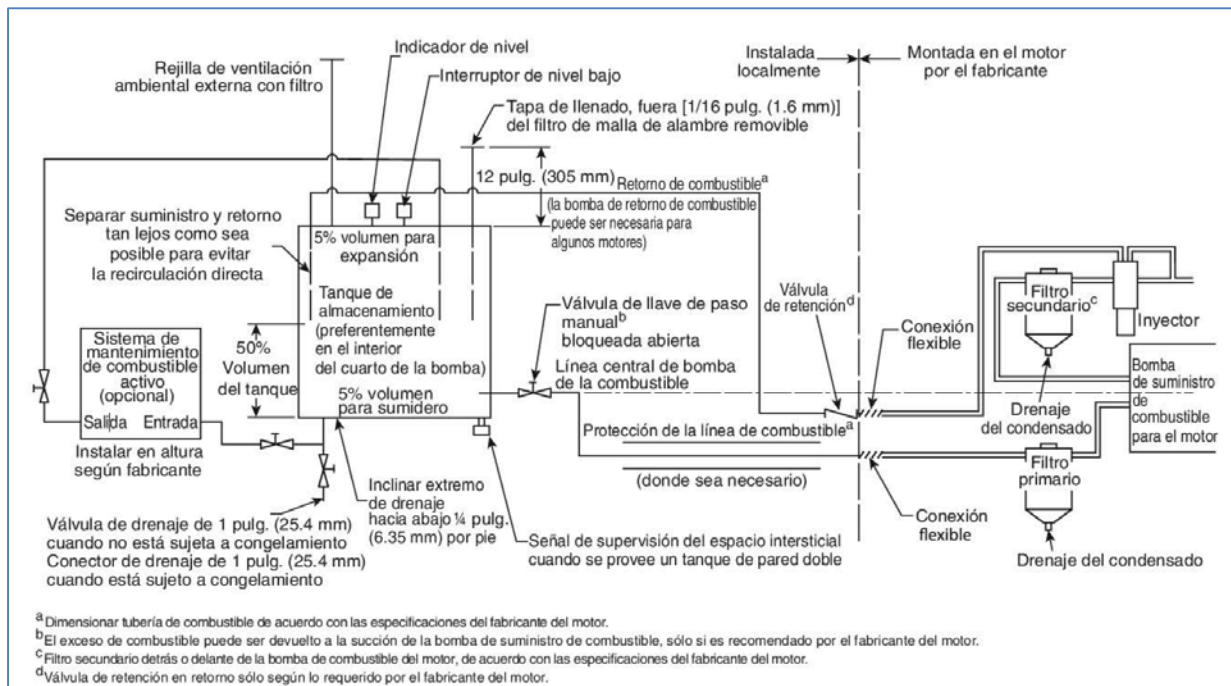 Indicador de nivel
Rejilla de ventilación
ambiental externa con filtro
Interruptor de nivel bajo
Tapa de llenado, fuera [1/16 pulg. (1.6 mm)]
del filtro de malla de alambre removible
Instalada
localmente
Montada en el motor
por el fabricante
12 pulg. (305 mm)
Retorno de combustible a
(la bomba de retorno de combustible
puede ser necesaria para
algunos motores)
Separar suministro y retorno
tan lejos como sea
posible para evitar
la recirculación directa
5% volumen para
expansión
Tanque de
almacenamiento
(preferentemente
en el interior
del cuarto de la bomba)
50%
Volumen
del tanque
5% volumen
para sumidero
Sistema de
mantenimiento
de combustible
activo
(opcional)
Salida Entrada
Instalar en altura
según fabricante
Válvula de llave de paso
manual b
bloqueada abierta
Línea central de bomba
de la combustible
Válvula
de retención d
Conexión
flexible
Filtro
secundario c
Inyector
Drenaje
del condensado
Bomba
de suministro
de
combustible
para el motor
Protección de la línea de combustible a
(donde sea necesario)
Filtro
primario
Conexión
flexible
Drenaje del condensado
Inclinar extremo
de drenaje
hacia abajo ¼ pulg.
(6.35 mm) por pie
Señal de supervisión del espacio intersticial
cuando se provee un tanque de pared doble
Válvula de drenaje de 1 pulg. (25.4 mm)
cuando no está sujeta a congelamiento
Conector de drenaje de 1 pulg. (25.4 mm)
cuando está sujeto a congelamiento
a Dimensionar tubería de combustible de acuerdo con las especificaciones del fabricante del motor.
b El exceso de combustible puede ser devuelto a la succión de la bomba de suministro de combustible, sólo si es recomendado por el fabricante del motor.
c Filtro secundario detrás o delante de la bomba de combustible del motor, de acuerdo con las especificaciones del fabricante del motor.
d Válvula de retención en retorno sólo según lo requerido por el fabricante del motor.